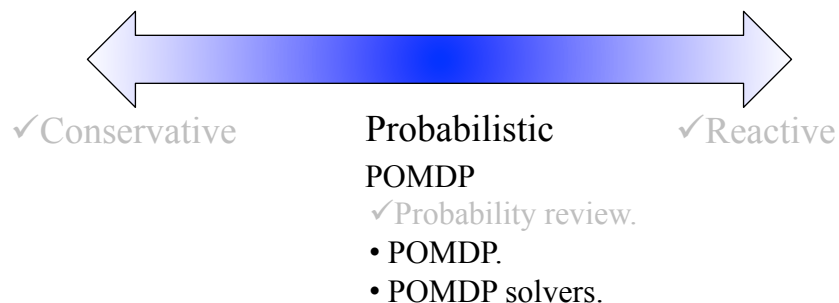 ✓Conservative Probabilistic ✓Reactive
POMDP
✓Probability review.
• POMDP.
• POMDP solvers.